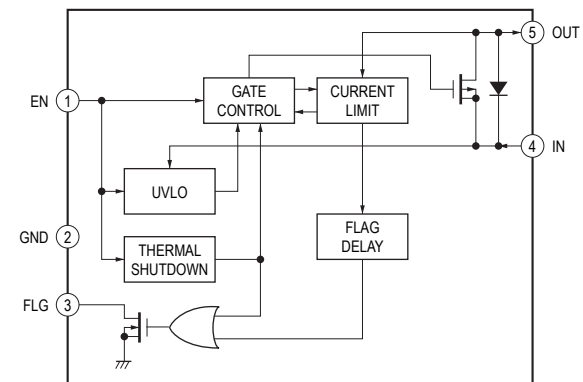 5 OUT
GATE
CONTROL
CURRENT
LIMIT
EN 1
4 IN
UVLO
GND 2
THERMAL
SHUTDOWN
FLAG
DELAY
FLG 3